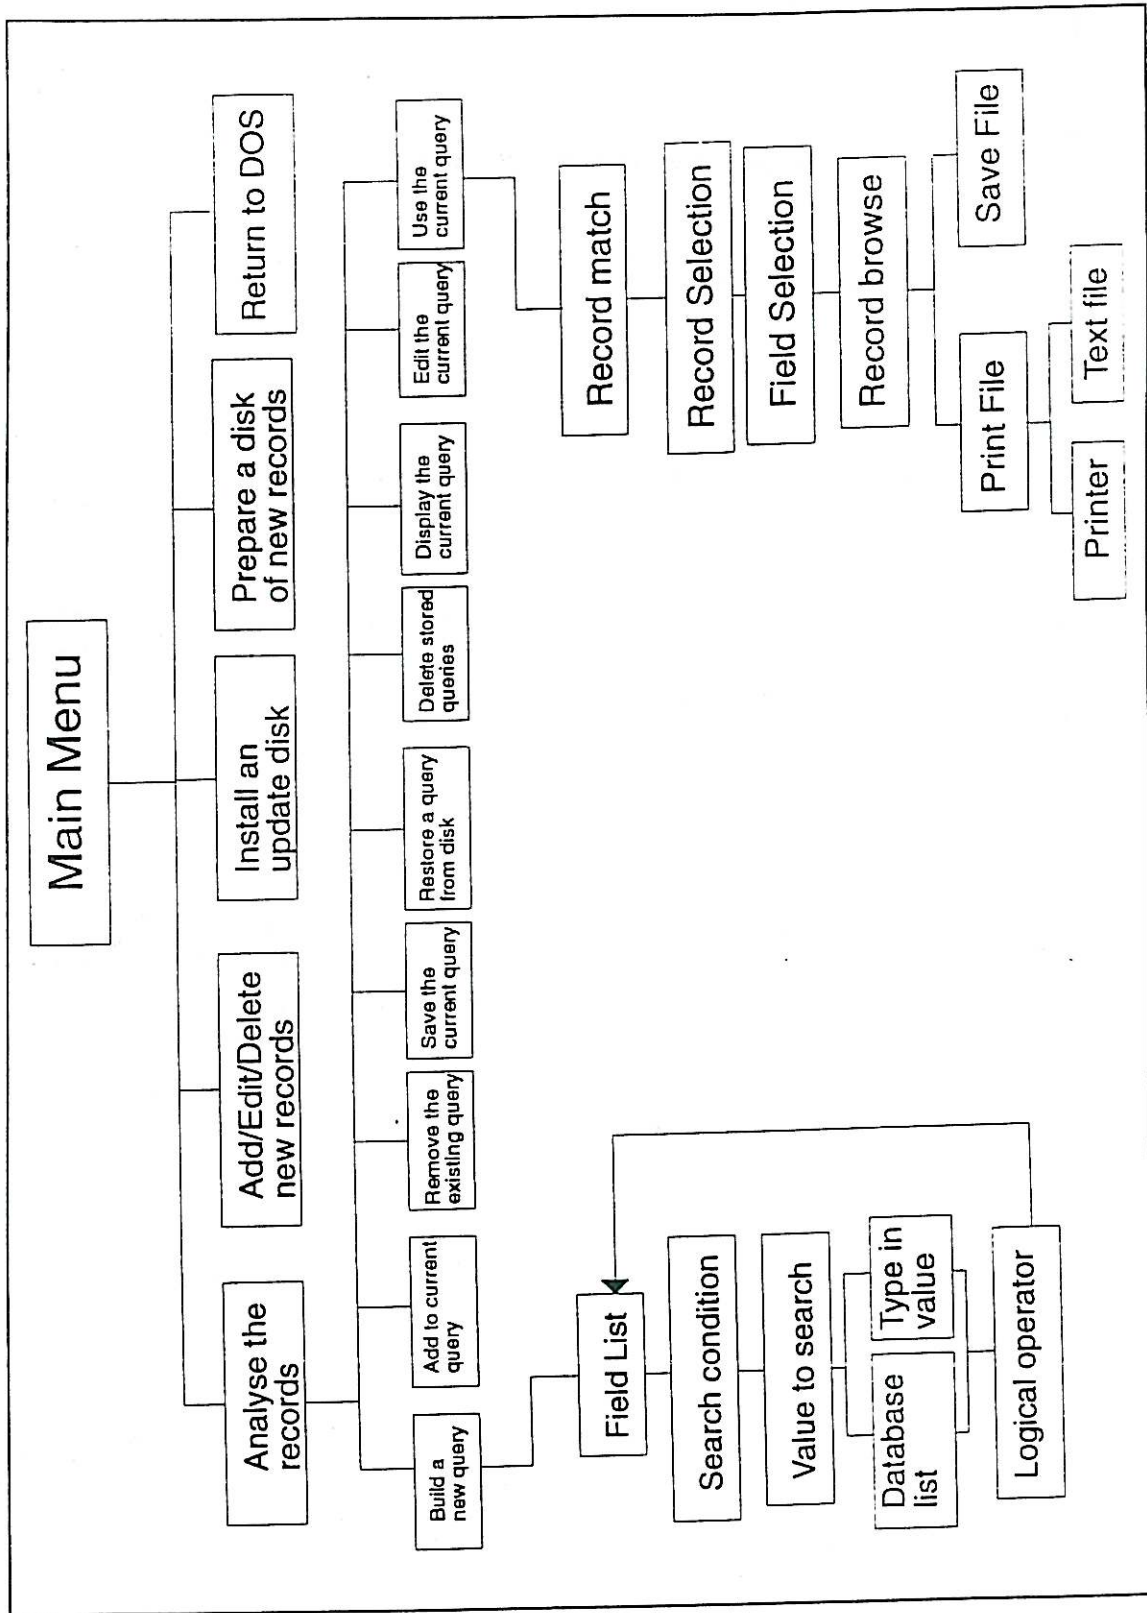 Main Menu
Analyse the
records
Add/Edit/Delete
new records
Install an
update disk
Prepare a disk
of new records
Return to DOS
Build a
new query
Add to current
query
Remove the
existing query
Save the
current query
Restore a query
from disk
Delete stored
queries
Display the
current query
Edit the
current query
Use the
current query
Field List
Search condition
Value to search
Database
list
Type in
value
Logical operator
Record match
Record Selection
Field Selection
Record browse
Print File
Save File
Printer
Text file